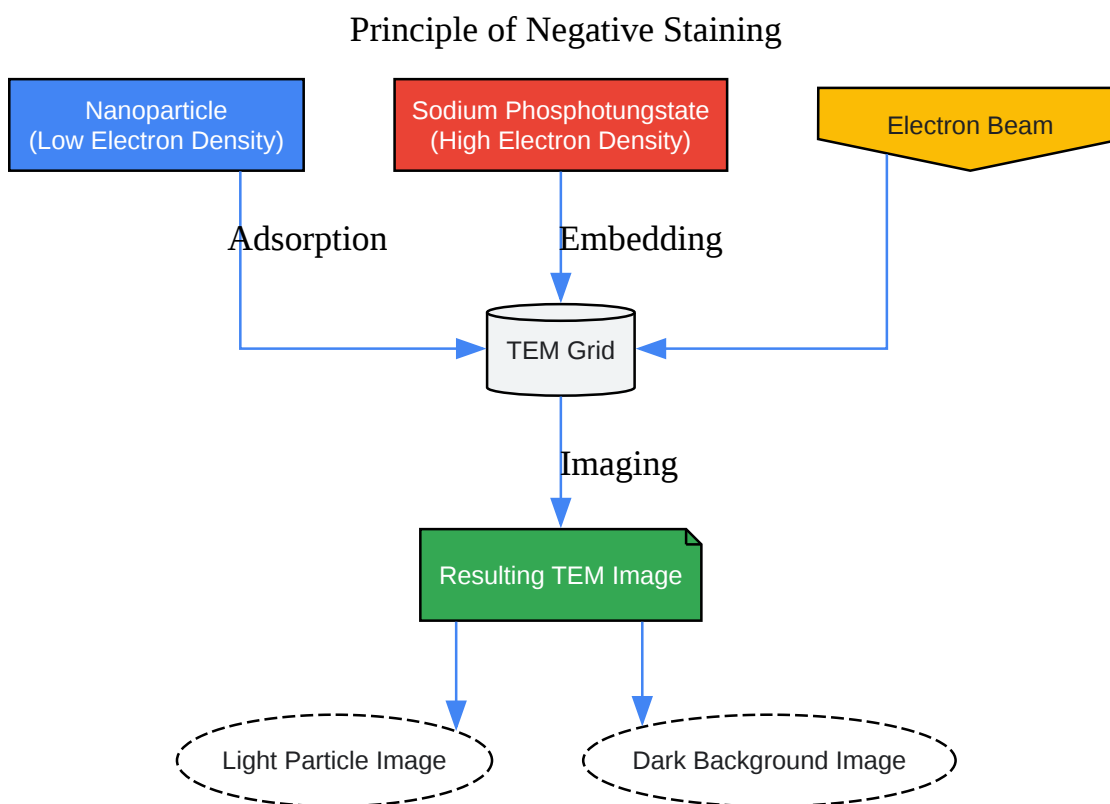 Principle of Negative Staining
Nanoparticle
(Low Electron Density)
Sodium Phosphotungstate
(High Electron Density)
Electron Beam
Adsorption
Embedding
TEM Grid
Imaging
Resulting TEM Image
Light Particle Image
Dark Background Image